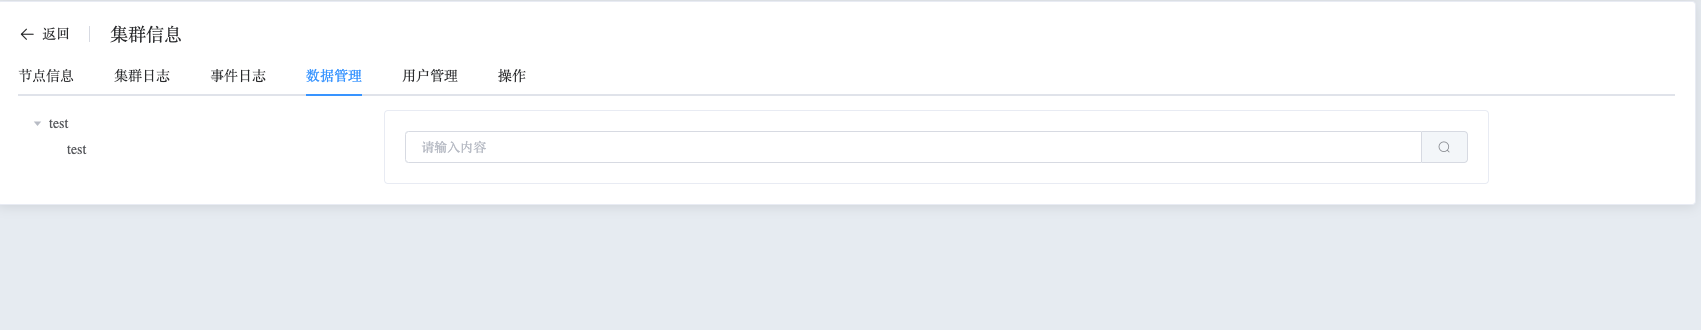 返回 集群信息
节点信息 集群日志 事件日志 数据管理 用户管理 操作
test
请输入内容
test